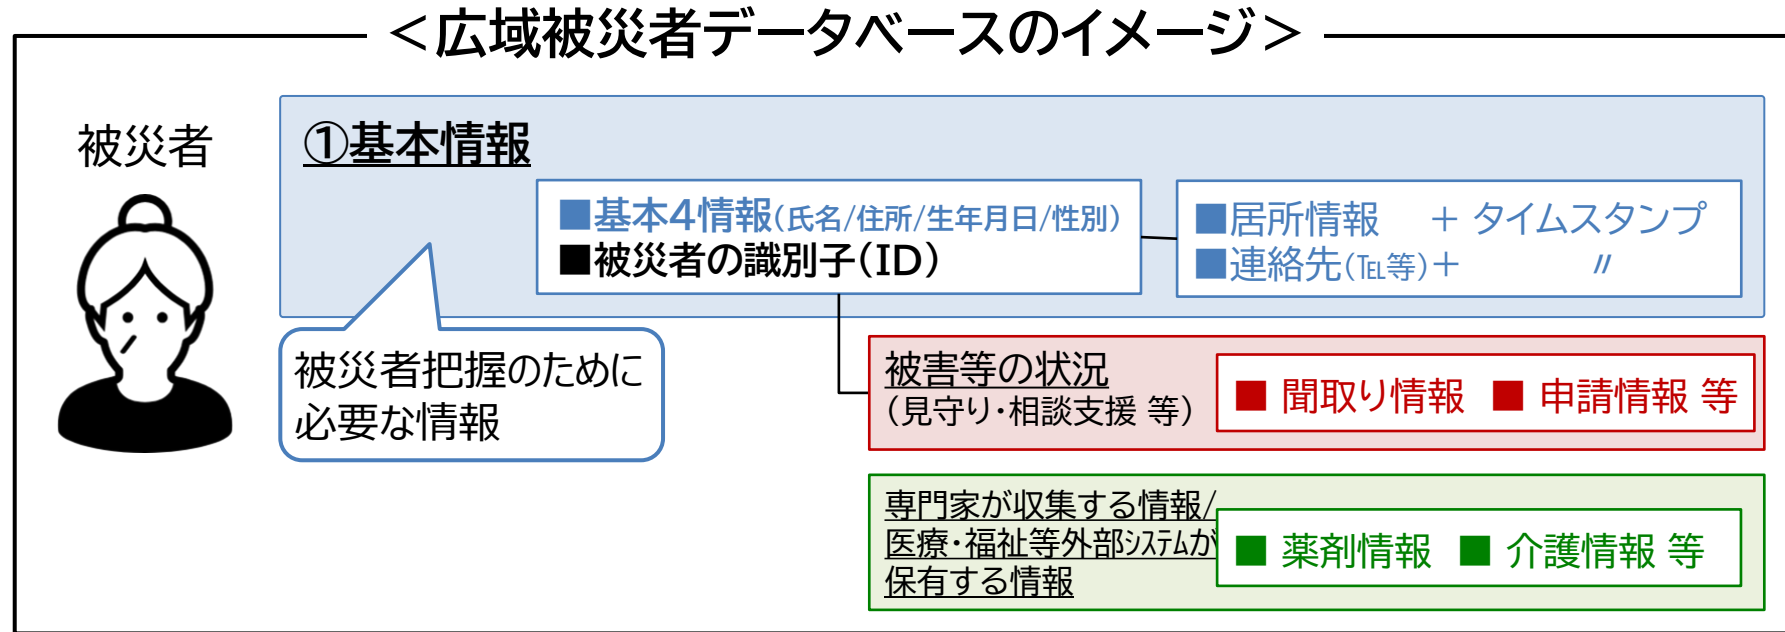 ＜広域被災者データベースのイメージ＞
被災者
①基本情報
■基本4情報(氏名/住所/生年月日/性別)
■被災者の識別子(ID)
■居所情報　＋ タイムスタンプ
■連絡先(℡等)＋　　〃
被災者把握のために
必要な情報
被害等の状況
(見守り・相談支援 等)
■ 聞取り情報 ■ 申請情報 等
専門家が収集する情報/
医療・福祉等外部ｼｽﾃﾑが
保有する情報
■ 薬剤情報 ■ 介護情報 等